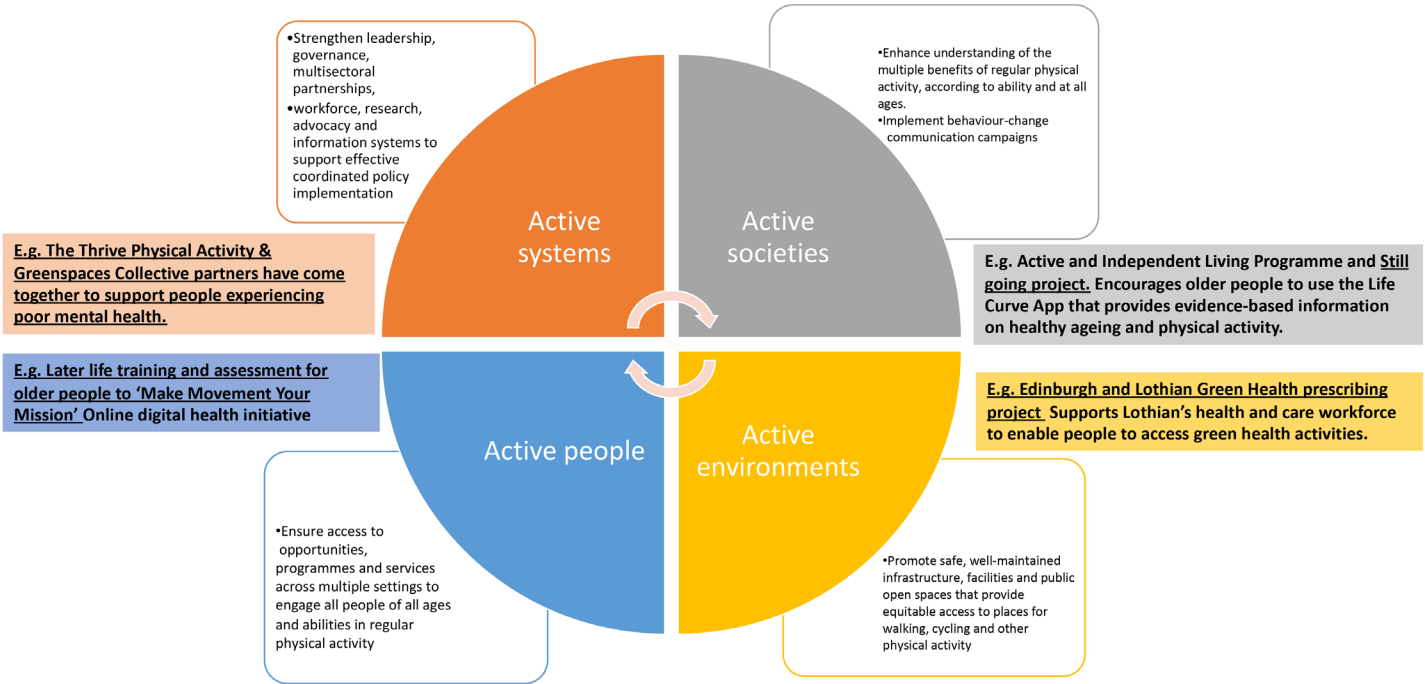 •Strengthen leadership,
governance,
multisectoral
partnerships,
•workforce, research,
advocacy and
information systems to
support effective
coordinated policy
implementation
•Enhance understanding of the
multiple benefits of regular physical
activity, according to ability and at all
ages.
•Implement behaviour-change
communication campaigns
Active
systems
Active
societies
E.g. The Thrive Physical Activity &
Greenspaces Collective partners have come
together to support people experiencing
poor mental health.
E.g. Active and Independent Living Programme and Still
going project. Encourages older people to use the Life
Curve App that provides evidence-based information
on healthy ageing and physical activity.
E.g. Later life training and assessment for
older people to ‘Make Movement Your
Mission’ Online digital health initiative
E.g. Edinburgh and Lothian Green Health prescribing
project Supports Lothian’s health and care workforce
to enable people to access green health activities.
Active people
Active
environments
•Ensure access to
opportunities,
programmes and services
across multiple settings to
engage all people of all ages
and abilities in regular
physical activity
•Promote safe, well-maintained
infrastructure, facilities and public
open spaces that provide
equitable access to places for
walking, cycling and other
physical activity